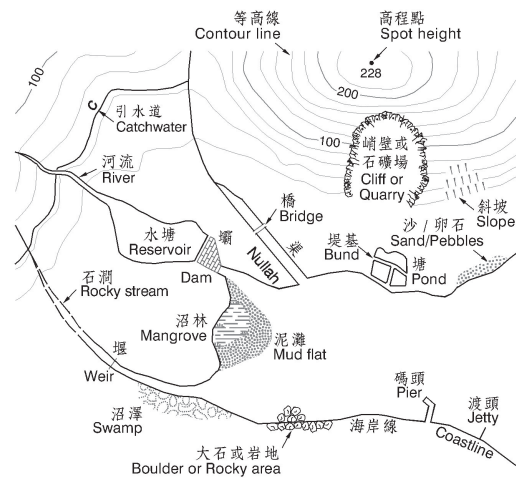 等高線
Contour line
高程點
Spot height
228
100
200
100
C
引水道
Catchwater
河流
River
峭壁或
石礦場
Cliff or
Quarry
斜坡
Slope
橋
Bridge
渠
Nullah
水塘
Reservoir
壩
Dam
堤基
Bund
塘
Pond
沙/卵石
Sand/Pebbles
石澗
Rocky stream
沼林
Mangrove
泥灘
Mud flat
堰
Weir
沼澤
Swamp
碼頭
Pier
渡頭
Jetty
海岸線
Coastline
大石或岩地
Boulder or Rocky area